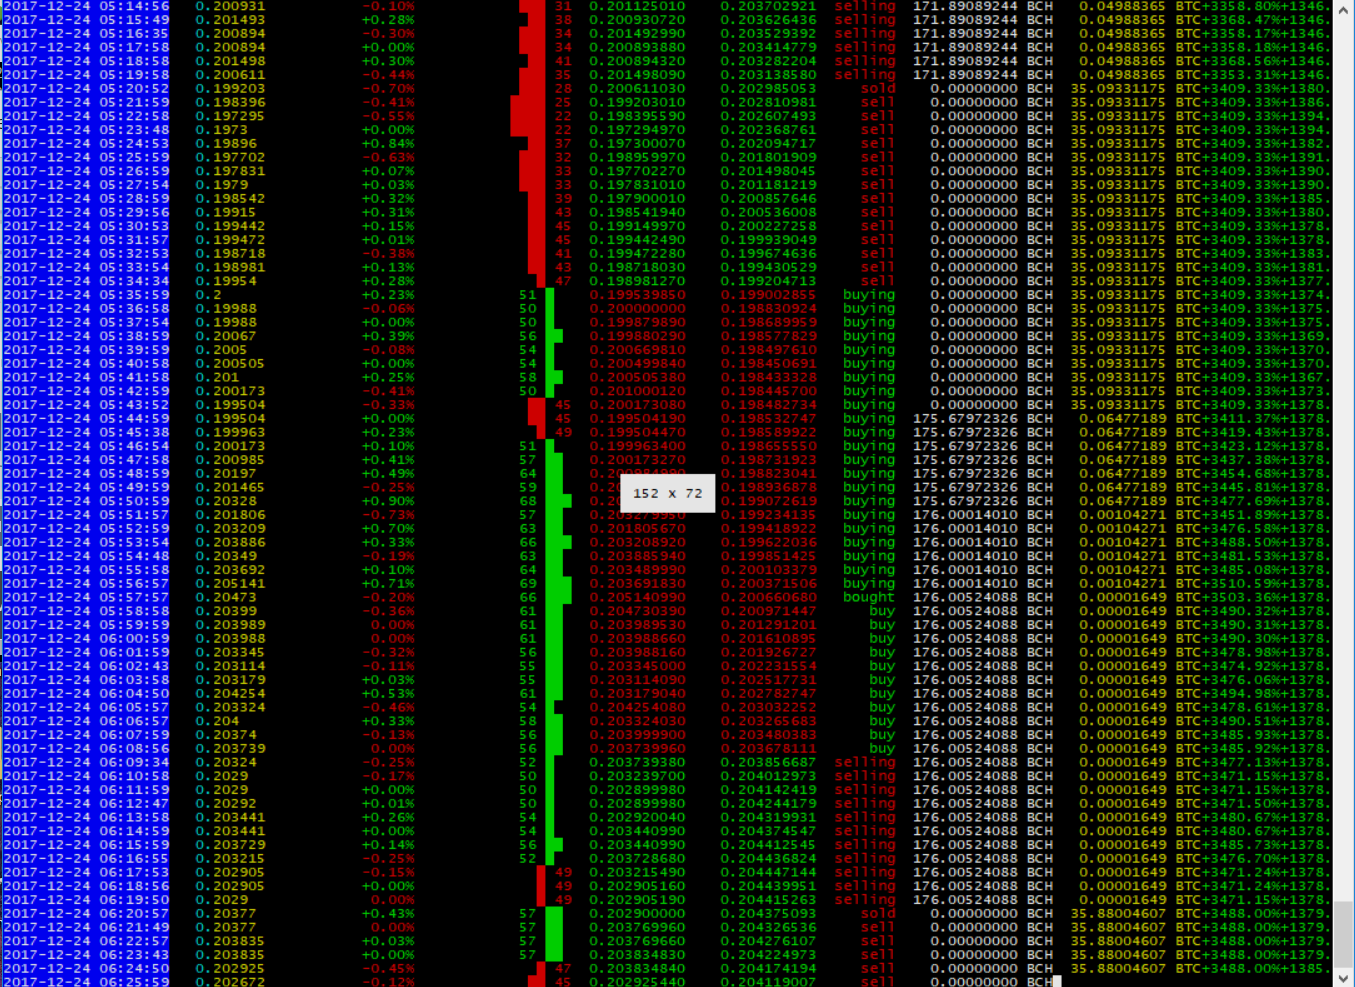 2017-12-24 05:14:56 0.200931 -0.10% 31 0.201125010 0.203702921 selling 171.89089244 BCH 0.04988365 BTC+3358.80%+1346.
2017-12-24 05:15:49 0.201493 +0.28% 38 0.200930720 0.203626436 selling 171.89089244 BCH 0.04988365 BTC+3368.47%+1346.
2017-12-24 05:16:35 0.200894 -0.30% 34 0.201492990 0.203529392 selling 171.89089244 BCH 0.04988365 BTC+3358.17%+1346.
2017-12-24 05:17:58 0.200894 +0.00% 34 0.200893880 0.203414779 selling 171.89089244 BCH 0.04988365 BTC+3358.18%+1346.
2017-12-24 05:18:58 0.201498 +0.30% 41 0.200894320 0.203282204 selling 171.89089244 BCH 0.04988365 BTC+3368.56%+1346.
2017-12-24 05:19:58 0.200611 -0.44% 35 0.201498090 0.203138580 selling 171.89089244 BCH 0.04988365 BTC+3353.31%+1346.
2017-12-24 05:20:52 0.199203 -0.70% 28 0.200611030 0.202985053 sold 0.00000000 BCH 35.09331175 BTC+3409.33%+1380.
2017-12-24 05:21:59 0.198396 -0.41% 25 0.199203010 0.202810981 sell 0.00000000 BCH 35.09331175 BTC+3409.33%+1386.
2017-12-24 05:22:58 0.197295 -0.55% 22 0.198395590 0.202607493 sell 0.00000000 BCH 35.09331175 BTC+3409.33%+1394.
2017-12-24 05:23:48 0.1973 +0.00% 22 0.197294970 0.202368761 sell 0.00000000 BCH 35.09331175 BTC+3409.33%+1394.
2017-12-24 05:24:53 0.19896 +0.84% 37 0.197300070 0.202094717 sell 0.00000000 BCH 35.09331175 BTC+3409.33%+1382.
2017-12-24 05:25:59 0.197702 -0.63% 32 0.198959970 0.201801909 sell 0.00000000 BCH 35.09331175 BTC+3409.33%+1391.
2017-12-24 05:26:59 0.197831 +0.07% 33 0.197702270 0.201498045 sell 0.00000000 BCH 35.09331175 BTC+3409.33%+1390.
2017-12-24 05:27:54 0.1979 +0.03% 33 0.197831010 0.201181219 sell 0.00000000 BCH 35.09331175 BTC+3409.33%+1390.
2017-12-24 05:28:59 0.198542 +0.32% 39 0.197900010 0.200857646 sell 0.00000000 BCH 35.09331175 BTC+3409.33%+1385.
2017-12-24 05:29:56 0.19915 +0.31% 43 0.198541940 0.200536008 sell 0.00000000 BCH 35.09331175 BTC+3409.33%+1380.
2017-12-24 05:30:53 0.199442 +0.15% 45 0.199149970 0.200227258 sell 0.00000000 BCH 35.09331175 BTC+3409.33%+1378.
2017-12-24 05:31:57 0.199472 +0.01% 45 0.199442490 0.199939049 sell 0.00000000 BCH 35.09331175 BTC+3409.33%+1378.
2017-12-24 05:32:53 0.198718 -0.38% 41 0.199472280 0.199674636 sell 0.00000000 BCH 35.09331175 BTC+3409.33%+1383.
2017-12-24 05:33:54 0.198981 +0.13% 43 0.198718030 0.199430529 sell 0.00000000 BCH 35.09331175 BTC+3409.33%+1381.
2017-12-24 05:34:34 0.19954 +0.28% 47 0.198981270 0.199204713 sell 0.00000000 BCH 35.09331175 BTC+3409.33%+1377.
2017-12-24 05:35:59 0.2 +0.23% 51 0.199539850 0.199002855 buying 0.00000000 BCH 35.09331175 BTC+3409.33%+1374.
2017-12-24 05:36:58 0.19988 -0.06% 50 0.200000000 0.198830924 buying 0.00000000 BCH 35.09331175 BTC+3409.33%+1375.
2017-12-24 05:37:54 0.19988 +0.00% 50 0.199879890 0.198689959 buying 0.00000000 BCH 35.09331175 BTC+3409.33%+1375.
2017-12-24 05:38:59 0.20067 +0.39% 56 0.199880290 0.198577829 buying 0.00000000 BCH 35.09331175 BTC+3409.33%+1369.
2017-12-24 05:39:59 0.2005 -0.08% 54 0.200669810 0.198497610 buying 0.00000000 BCH 35.09331175 BTC+3409.33%+1370.
2017-12-24 05:40:58 0.200505 +0.00% 54 0.200499840 0.198450691 buying 0.00000000 BCH 35.09331175 BTC+3409.33%+1370.
2017-12-24 05:41:58 0.201 +0.25% 58 0.200505380 0.198433328 buying 0.00000000 BCH 35.09331175 BTC+3409.33%+1367.
2017-12-24 05:42:59 0.200173 -0.41% 50 0.201000120 0.198445700 buying 0.00000000 BCH 35.09331175 BTC+3409.33%+1373.
2017-12-24 05:43:52 0.199504 -0.33% 45 0.200173080 0.198482734 buying 0.00000000 BCH 35.09331175 BTC+3409.33%+1378.
2017-12-24 05:44:59 0.199504 +0.00% 45 0.199504190 0.198532747 buying 175.67972326 BCH 0.06477189 BTC+3411.37%+1378.
2017-12-24 05:45:38 0.199963 +0.23% 49 0.199504470 0.198589922 buying 175.67972326 BCH 0.06477189 BTC+3419.43%+1378.
2017-12-24 05:46:54 0.200173 +0.10% 51 0.199963400 0.198655550 buying 175.67972326 BCH 0.06477189 BTC+3423.12%+1378.
2017-12-24 05:47:58 0.200985 +0.41% 57 0.200173270 0.198731923 buying 175.67972326 BCH 0.06477189 BTC+3437.38%+1378.
2017-12-24 05:48:59 0.20197 +0.49% 64 0.198823041 buying 175.67972326 BCH 0.06477189 BTC+3454.68%+1378.
2017-12-24 05:49:59 0.201465 -0.25% 59 0.198936878 buying 175.67972326 BCH 0.06477189 BTC+3445.81%+1378.
152 x 72
2017-12-24 05:50:59 0.20328 +0.90% 68 0.199072619 buying 175.67972326 BCH 0.06477189 BTC+3477.69%+1378.
2017-12-24 05:51:57 0.201806 -0.73% 57 0.203279950 0.199234135 buying 176.00014010 BCH 0.00104271 BTC+3451.89%+1378.
2017-12-24 05:52:59 0.203209 +0.70% 63 0.201805670 0.199418922 buying 176.00014010 BCH 0.00104271 BTC+3476.58%+1378.
2017-12-24 05:53:54 0.203886 +0.33% 66 0.203208920 0.199622036 buying 176.00014010 BCH 0.00104271 BTC+3488.50%+1378.
2017-12-24 05:54:48 0.20349 -0.19% 63 0.203885940 0.199851425 buying 176.00014010 BCH 0.00104271 BTC+3481.53%+1378.
2017-12-24 05:55:58 0.203692 +0.10% 64 0.203489990 0.200103379 buying 176.00014010 BCH 0.00104271 BTC+3485.08%+1378.
2017-12-24 05:56:57 0.205141 +0.71% 69 0.203691830 0.200371506 buying 176.00014010 BCH 0.00104271 BTC+3510.59%+1378.
2017-12-24 05:57:57 0.20473 -0.20% 66 0.205140990 0.200660680 bought 176.00524088 BCH 0.00001649 BTC+3503.36%+1378.
2017-12-24 05:58:58 0.20399 -0.36% 61 0.204730390 0.200971447 buy 176.00524088 BCH 0.00001649 BTC+3490.32%+1378.
2017-12-24 05:59:59 0.203989 0.00% 61 0.203989530 0.201291201 buy 176.00524088 BCH 0.00001649 BTC+3490.31%+1378.
2017-12-24 06:00:59 0.203988 0.00% 61 0.203988660 0.201610895 buy 176.00524088 BCH 0.00001649 BTC+3490.30%+1378.
2017-12-24 06:01:59 0.203345 -0.32% 56 0.203988160 0.201926727 buy 176.00524088 BCH 0.00001649 BTC+3478.98%+1378.
2017-12-24 06:02:43 0.203114 -0.11% 55 0.203345000 0.202231554 buy 176.00524088 BCH 0.00001649 BTC+3474.92%+1378.
2017-12-24 06:03:58 0.203179 +0.03% 55 0.203114090 0.202517731 buy 176.00524088 BCH 0.00001649 BTC+3476.06%+1378.
2017-12-24 06:04:50 0.204254 +0.53% 61 0.203179040 0.202782747 buy 176.00524088 BCH 0.00001649 BTC+3494.98%+1378.
2017-12-24 06:05:57 0.203324 -0.46% 54 0.204254080 0.203032252 buy 176.00524088 BCH 0.00001649 BTC+3478.61%+1378.
2017-12-24 06:06:57 0.204 +0.33% 58 0.203324030 0.203265683 buy 176.00524088 BCH 0.00001649 BTC+3490.51%+1378.
2017-12-24 06:07:59 0.20374 -0.13% 56 0.203999900 0.203480383 buy 176.00524088 BCH 0.00001649 BTC+3485.93%+1378.
2017-12-24 06:08:56 0.203739 0.00% 56 0.203739960 0.203678111 buy 176.00524088 BCH 0.00001649 BTC+3485.92%+1378.
2017-12-24 06:09:34 0.20324 -0.25% 52 0.203739380 0.203856687 selling 176.00524088 BCH 0.00001649 BTC+3477.13%+1378.
2017-12-24 06:10:58 0.2029 -0.17% 50 0.203239700 0.204012973 selling 176.00524088 BCH 0.00001649 BTC+3471.15%+1378.
2017-12-24 06:11:59 0.2029 +0.00% 50 0.202899980 0.204142419 selling 176.00524088 BCH 0.00001649 BTC+3471.15%+1378.
2017-12-24 06:12:47 0.20292 +0.01% 50 0.202899980 0.204244179 selling 176.00524088 BCH 0.00001649 BTC+3471.50%+1378.
2017-12-24 06:13:58 0.203441 +0.26% 54 0.202920040 0.204319931 selling 176.00524088 BCH 0.00001649 BTC+3480.67%+1378.
2017-12-24 06:14:59 0.203441 +0.00% 54 0.203440990 0.204374547 selling 176.00524088 BCH 0.00001649 BTC+3480.67%+1378.
2017-12-24 06:15:59 0.203729 +0.14% 56 0.203440990 0.204412545 selling 176.00524088 BCH 0.00001649 BTC+3485.73%+1378.
2017-12-24 06:16:55 0.203215 -0.25% 52 0.203728680 0.204436824 selling 176.00524088 BCH 0.00001649 BTC+3476.70%+1378.
2017-12-24 06:17:53 0.202905 -0.15% 49 0.203215490 0.204447144 selling 176.00524088 BCH 0.00001649 BTC+3471.24%+1378.
2017-12-24 06:18:56 0.202905 +0.00% 49 0.202905160 0.204439951 selling 176.00524088 BCH 0.00001649 BTC+3471.24%+1378.
2017-12-24 06:19:50 0.2029 0.00% 49 0.202905190 0.204415263 selling 176.00524088 BCH 0.00001649 BTC+3471.15%+1378.
2017-12-24 06:20:57 0.20377 +0.43% 57 0.202900000 0.204375093 sold 0.00000000 BCH 35.88004607 BTC+3488.00%+1379.
2017-12-24 06:21:49 0.20377 0.00% 57 0.203769960 0.204326536 sell 0.00000000 BCH 35.88004607 BTC+3488.00%+1379.
2017-12-24 06:22:57 0.203835 +0.03% 57 0.203769660 0.204276107 sell 0.00000000 BCH 35.88004607 BTC+3488.00%+1379.
2017-12-24 06:23:43 0.203835 +0.00% 57 0.203834830 0.204224973 sell 0.00000000 BCH 35.88004607 BTC+3488.00%+1379.
2017-12-24 06:24:50 0.202925 -0.45% 47 0.203834840 0.204174194 sell 0.00000000 BCH 35.88004607 BTC+3488.00%+1385.
2017-12-24 06:25:59 0.202672 -0.12% 45 0.202925440 0.204119007 sell 0.00000000 BCH